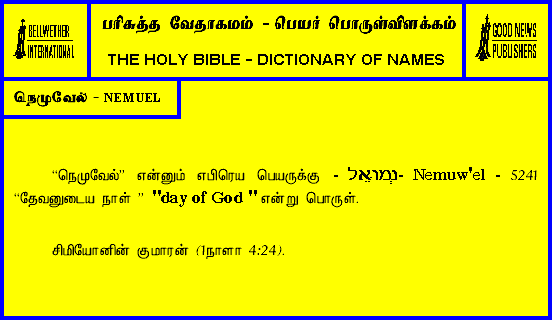 BELLWETHER
INTERNATIONAL
பரிசுத்த வேதாகமம் - பெயர் பொருள்விளக்கம்
THE HOLY BIBLE - DICTIONARY OF NAMES
GOOD NEWS
PUBLISHERS
நெமுவேல் - NEMUEL
“நெமுவேல்” என்னும் எபிரெய பெயருக்கு - נְמוּאֵל- Nemuw'el - 5241
“தேவனுடைய நாள் ” "day of God " என்று பொருள்.
சிமியோனின் குமாரன் (1நாளா 4:24).